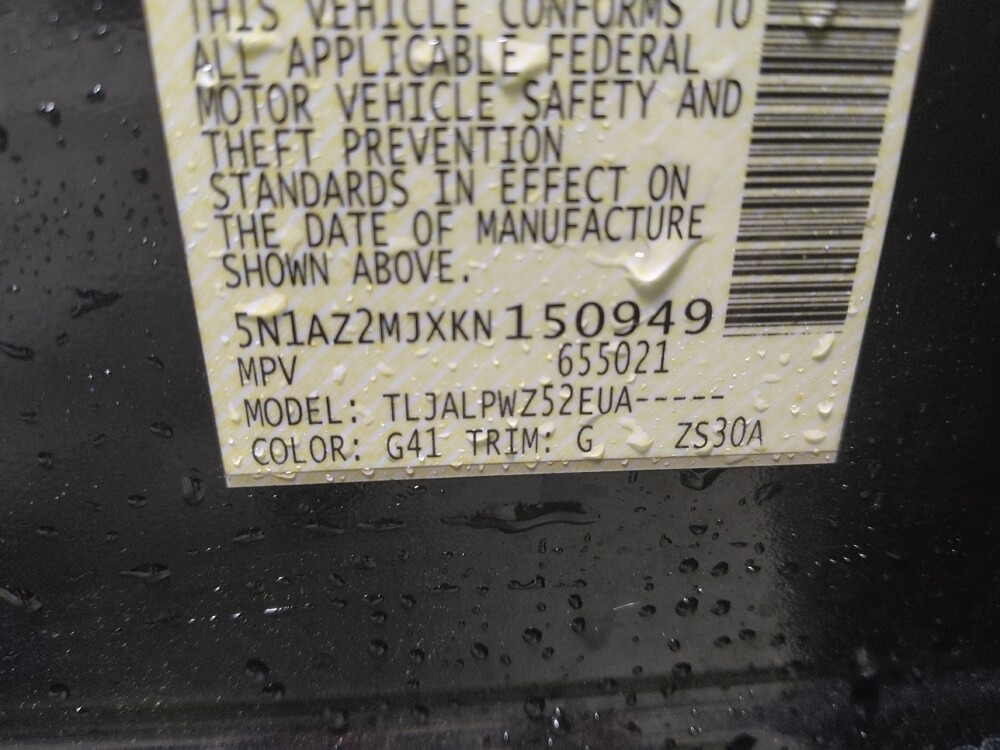 THIS VEHICLE CONFORMS TO
ALL APPLICABLE FEDERAL
MOTOR VEHICLE SAFETY AND
THEFT PREVENTION
STANDARDS IN EFFECT ON
THE DATE OF MANUFACTURE
SHOWN ABOVE.
5N1AZ2MJXKN150949
MPV 655021
MODEL: TLJALPWZ52EUA-----
COLOR: G41 TRIM: G ZS30A